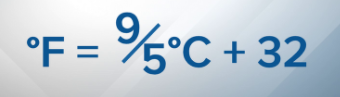 °F = 9/5°C + 32